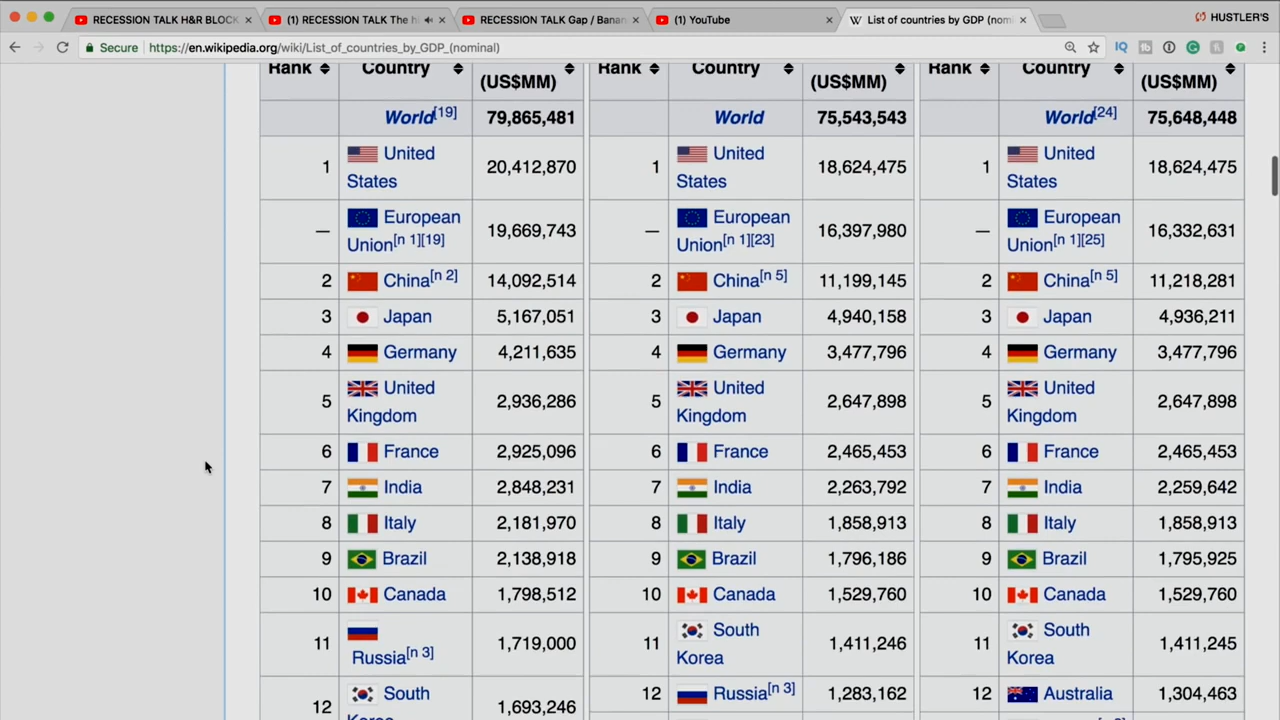 RECESSION TALK H&R BLOCK
(1) RECESSION TALK The hi
RECESSION TALK Gap / Banan
(1) YouTube
List of countries by GDP (nomin
HUSTLER'S
Secure
https://en.wikipedia.org/wiki/List_of_countries_by_GDP_(nominal)
Rank Country (US$MM) Rank Country (US$MM) Rank Country (US$MM)
World[19] 79,865,481 World 75,543,543 World[24] 75,648,448
1 United States 20,412,870 1 United States 18,624,475 1 United States 18,624,475
— European Union[n 1][19] 19,669,743 — European Union[n 1][23] 16,397,980 — European Union[n 1][25] 16,332,631
2 China[n 2] 14,092,514 2 China[n 5] 11,199,145 2 China[n 5] 11,218,281
3 Japan 5,167,051 3 Japan 4,940,158 3 Japan 4,936,211
4 Germany 4,211,635 4 Germany 3,477,796 4 Germany 3,477,796
5 United Kingdom 2,936,286 5 United Kingdom 2,647,898 5 United Kingdom 2,647,898
6 France 2,925,096 6 France 2,465,453 6 France 2,465,453
7 India 2,848,231 7 India 2,263,792 7 India 2,259,642
8 Italy 2,181,970 8 Italy 1,858,913 8 Italy 1,858,913
9 Brazil 2,138,918 9 Brazil 1,796,186 9 Brazil 1,795,925
10 Canada 1,798,512 10 Canada 1,529,760 10 Canada 1,529,760
11 Russia[n 3] 1,719,000 11 South Korea 1,411,246 11 South Korea 1,411,245
12 South 1,693,246 12 Russia[n 3] 1,283,162 12 Australia 1,304,463